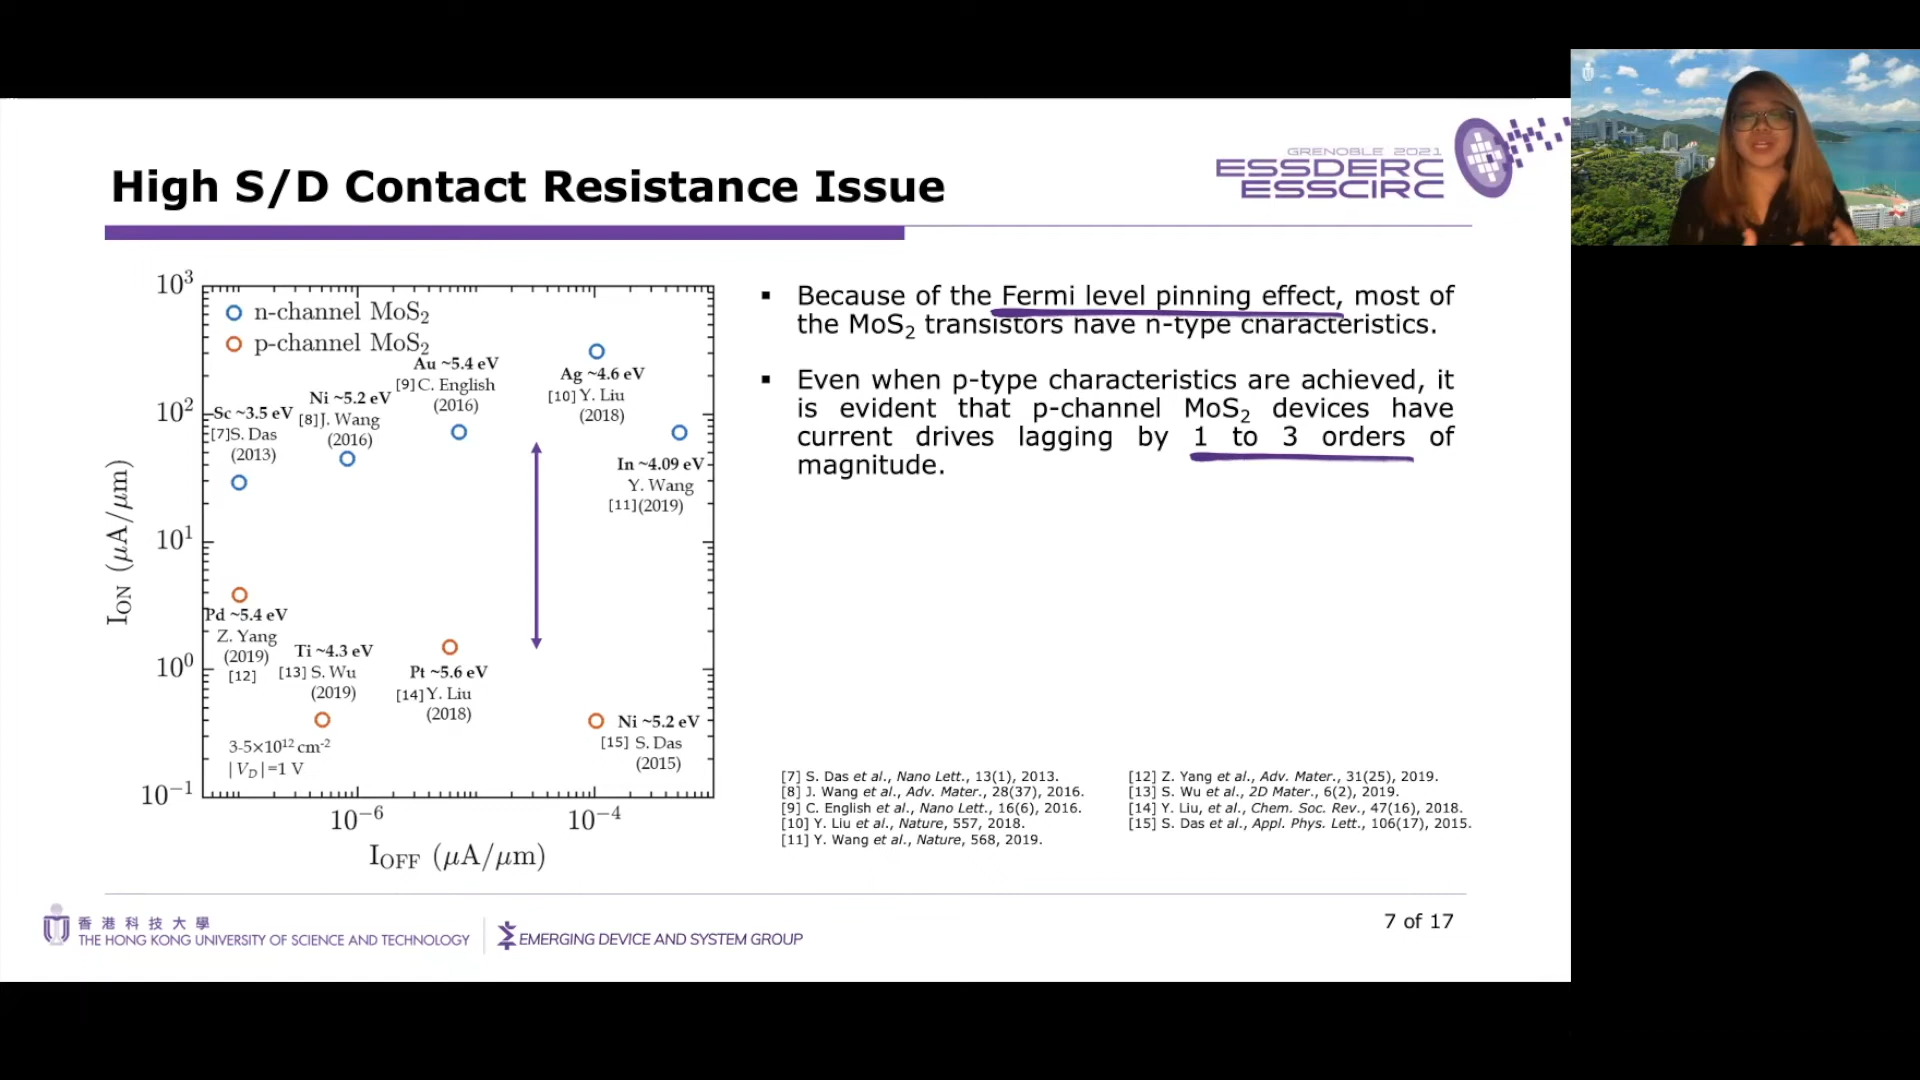 High S/D Contact Resistance Issue
GRENOBLE 2021
ESSDERC
ESSCIRC
10³
10²
10¹
10⁰
10⁻¹
I_ON (μA/μm)
n-channel MoS₂
p-channel MoS₂
Au ~5.4 eV
[9]C. English
(2016)
Ag ~4.6 eV
[10]Y. Liu
(2018)
Ni ~5.2 eV
[8]J. Wang
(2016)
Sc ~3.5 eV
[7]S. Das
(2013)
In ~4.09 eV
Y. Wang
[11](2019)
Pd ~5.4 eV
Z. Yang
(2019)
[12]
Ti ~4.3 eV
[13] S. Wu
(2019)
Pt ~5.6 eV
[14]Y. Liu
(2018)
Ni ~5.2 eV
[15] S. Das
(2015)
3-5×10¹² cm⁻²
|V_D|=1 V
10⁻⁶
10⁻⁴
I_OFF (μA/μm)
▪ Because of the Fermi level pinning effect, most of
the MoS₂ transistors have n-type characteristics.
▪ Even when p-type characteristics are achieved, it
is evident that p-channel MoS₂ devices have
current drives lagging by 1 to 3 orders of
magnitude.
[7] S. Das et al., Nano Lett., 13(1), 2013.
[8] J. Wang et al., Adv. Mater., 28(37), 2016.
[9] C. English et al., Nano Lett., 16(6), 2016.
[10] Y. Liu et al., Nature, 557, 2018.
[11] Y. Wang et al., Nature, 568, 2019.
[12] Z. Yang et al., Adv. Mater., 31(25), 2019.
[13] S. Wu et al., 2D Mater., 6(2), 2019.
[14] Y. Liu, et al., Chem. Soc. Rev., 47(16), 2018.
[15] S. Das et al., Appl. Phys. Lett., 106(17), 2015.
香港科技大學
THE HONG KONG UNIVERSITY OF SCIENCE AND TECHNOLOGY
EMERGING DEVICE AND SYSTEM GROUP
7 of 17